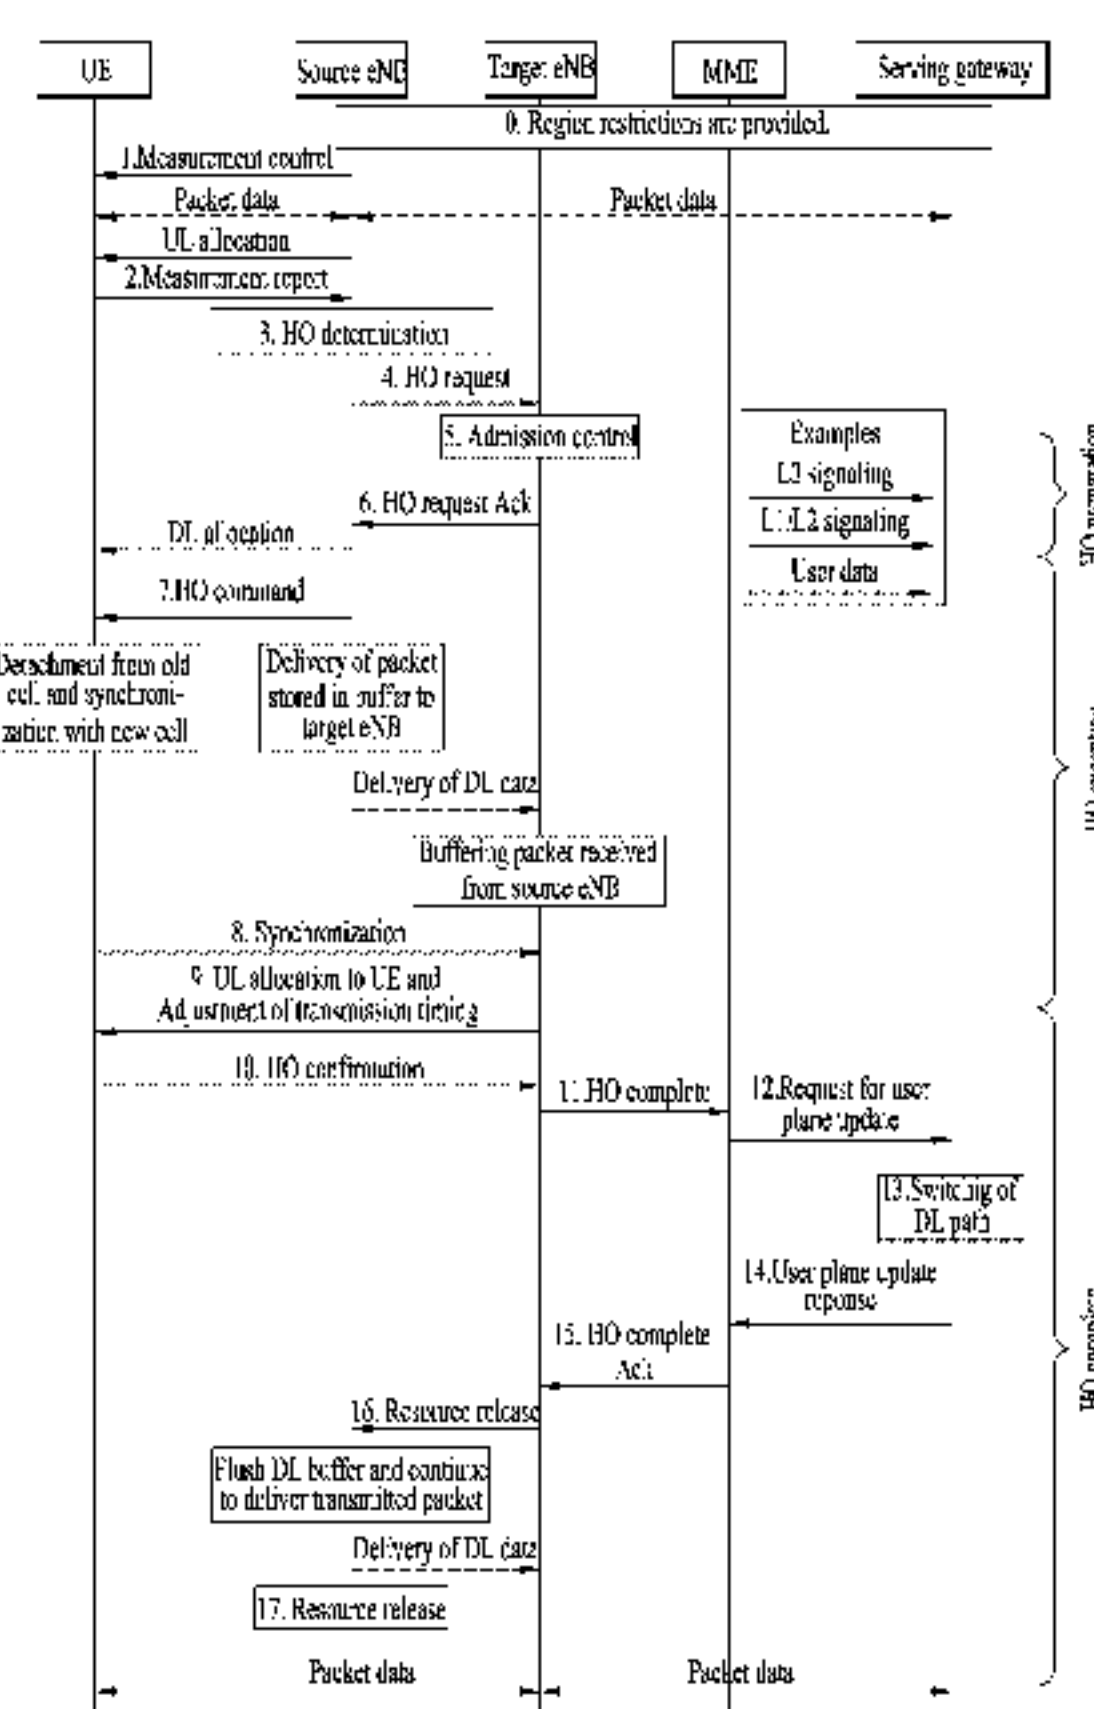 UE
Source eNB
Target eNB
MME
Serving gateway
0. Region restrictions are provided.
1.Measurement control
Packet data
Packet data
UL allocation
2.Measurement report
3. HO determination
4. HO request
5. Admission control
Examples
L3 signaling
L1/L2 signaling
User data
6. HO request Ack
DL allocation
7.HO command
Detachment from old
cell and synchroni-
zation with new cell
Delivery of packet
stored in buffer to
target eNB
Delivery of DL data
Buffering packet received
from source eNB
8. Synchronization
9. UL allocation to UE and
Adjustment of transmission timing
10. HO confirmation
11.HO complete
12.Request for user
plane update
13.Switching of
DL path
14.User plane update
reponse
15. HO complete
Ack
16. Resource release
Flush DL buffer and continue
to deliver transmitted packet
Delivery of DL data
17. Resource release
Packet data
Packet data
HO
HO
HO